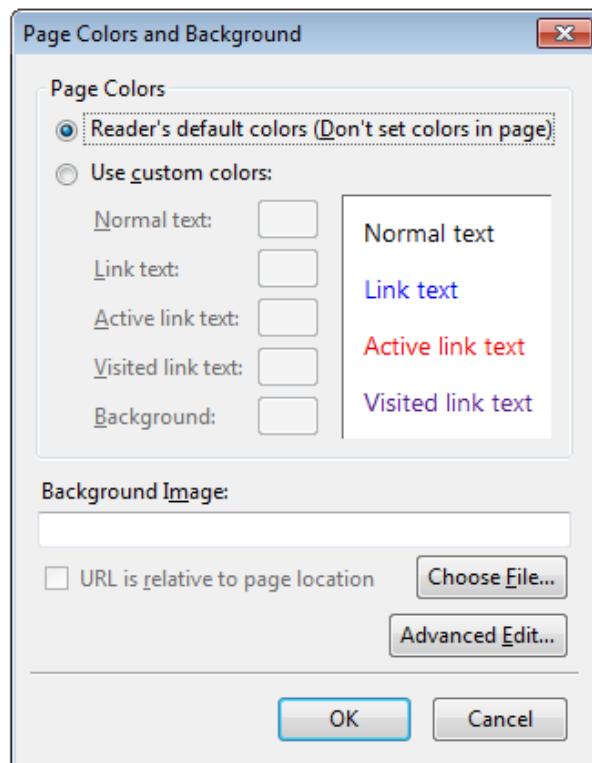 Page Colors and Background
Page Colors
Reader's default colors (Don't set colors in page)
Use custom colors:
Normal text:
Link text:
Active link text:
Visited link text:
Background:
Normal text
Link text
Active link text
Visited link text
Background Image:
URL is relative to page location
Choose File...
Advanced Edit...
OK
Cancel